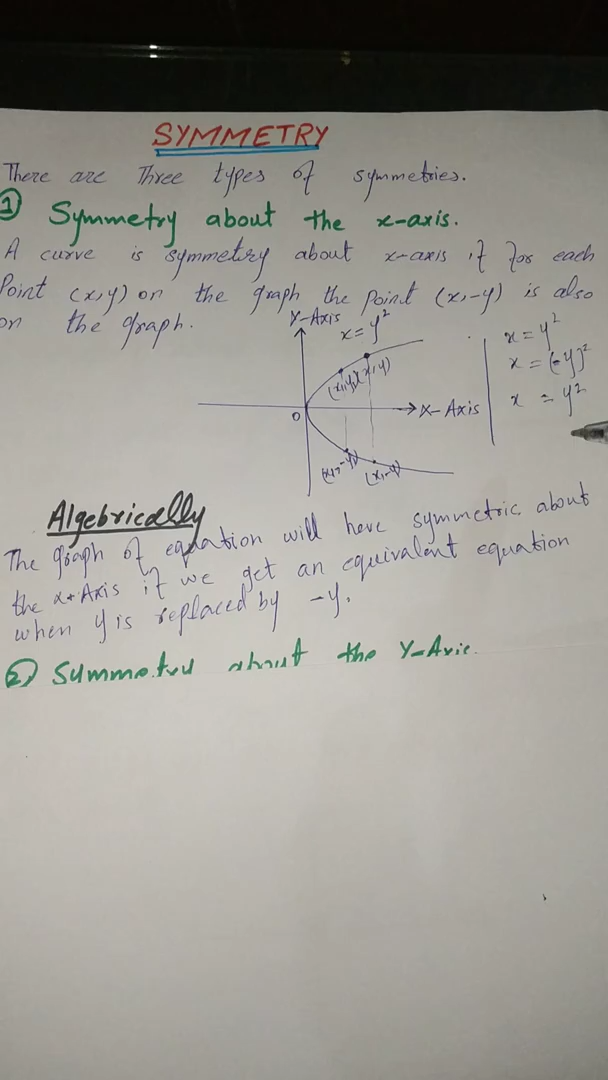 SYMMETRY
There are Three types of symmetries.
1 Symmetry about the x-axis.
A curve is symmetry about x-axis if for each
Point (x,y) on the graph the point (x,-y) is also
on the graph.
Y-Axis
x=y²
(x,y)
(x,y)
O
X-Axis
(x,-y)
(x,-y)
x=y²
x=(-y)²
x = y²
Algebrically
The graph of equation will have symmetric about
the x-Axis if we get an equivalent equation
when y is replaced by -y.
2) Symmetry about the Y-Axis.